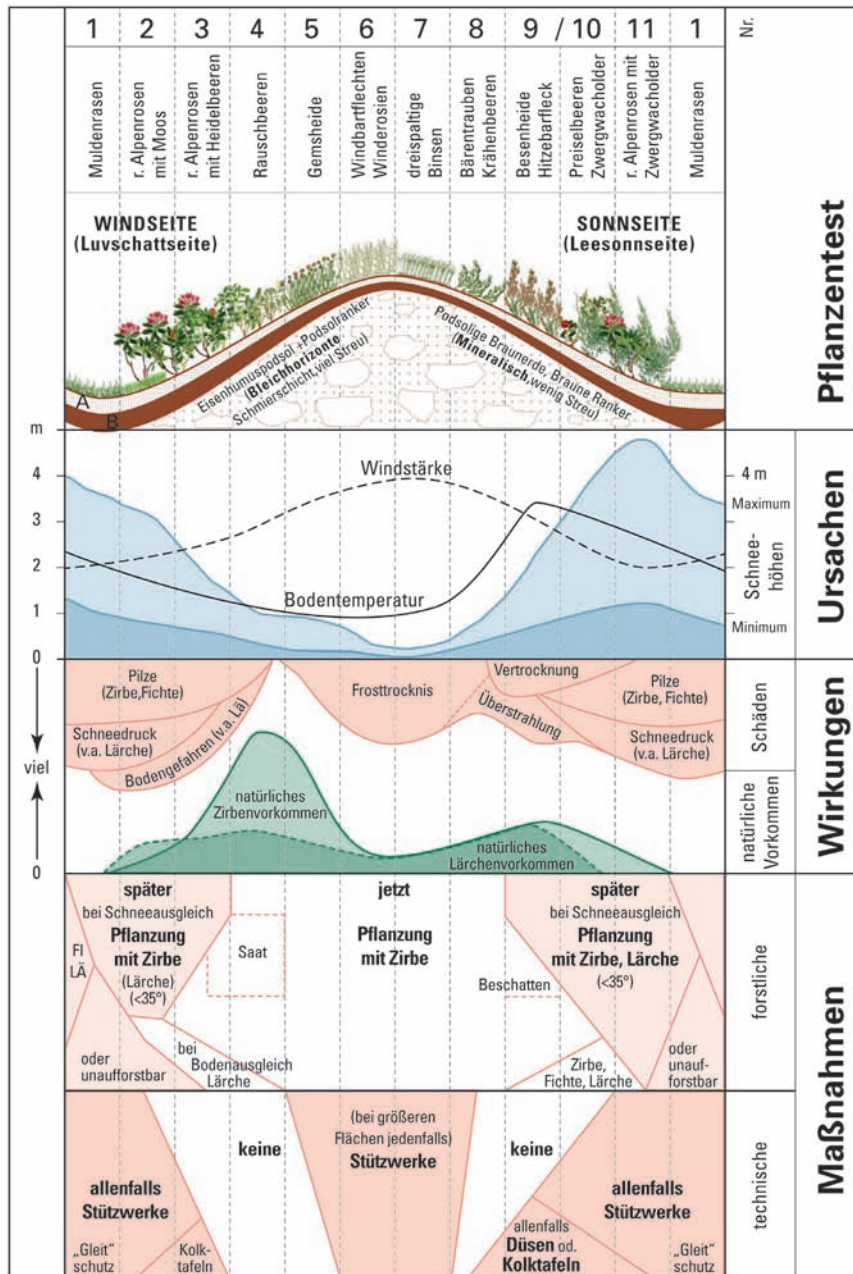 1 2 3 4 5 6 7 8 9 / 10 11 1 Nr.
Muldenrasen
r. Alpenrosen
mit Moos
r. Alpenrosen
mit Heidelbeeren
Rauschbeeren
Gemsheide
Windbartflechten
Winderosien
dreispaltige
Binsen
Bärentrauben
Krähenbeeren
Besenheide
Hitzebarfleck
Preiselbeeren
Zwergwacholder
r. Alpenrosen mit
Zwergwacholder
Muldenrasen
Pflanzentest
WINDSEITE
(Luvschattseite)
SONNSEITE
(Leesonnseite)
Eisenhumuspodsol +Podsolranker
(Bleichhorizonte
Schmierschicht,viel Streu)
Podsolige Braunerde, Braune Ranker
(Mineralisch,wenig Streu)
A
B
m
4
3
2
1
0
Windstärke
Bodentemperatur
4 m
Maximum
Schnee-
höhen
Minimum
Ursachen
viel
0
Pilze
(Zirbe,Fichte)
Schneedruck
(v.a. Lärche)
Bodengefahren (v.a. Lä)
Frosttrocknis
Vertrocknung
Überstrahlung
Pilze
(Zirbe, Fichte)
Schneedruck
(v.a. Lärche)
Schäden
natürliches
Zirbenvorkommen
natürliches
Lärchenvorkommen
natürliche
Vorkommen
Wirkungen
später
bei Schneeausgleich
Pflanzung
mit Zirbe
(Lärche)
(<35°)
FI
LÄ
oder
unaufforstbar
Saat
bei
Bodenausgleich
Lärche
jetzt
Pflanzung
mit Zirbe
Beschatten
später
bei Schneeausgleich
Pflanzung
mit Zirbe, Lärche
(<35°)
Zirbe,
Fichte, Lärche
oder
unauf-
forstbar
forstliche
allenfalls
Stützwerke
„Gleit“
schutz
Kolk-
tafeln
keine
(bei größeren
Flächen jedenfalls)
Stützwerke
keine
allenfalls
Düsen od.
Kolktafeln
allenfalls
Stützwerke
„Gleit“
schutz
technische
Maßnahmen